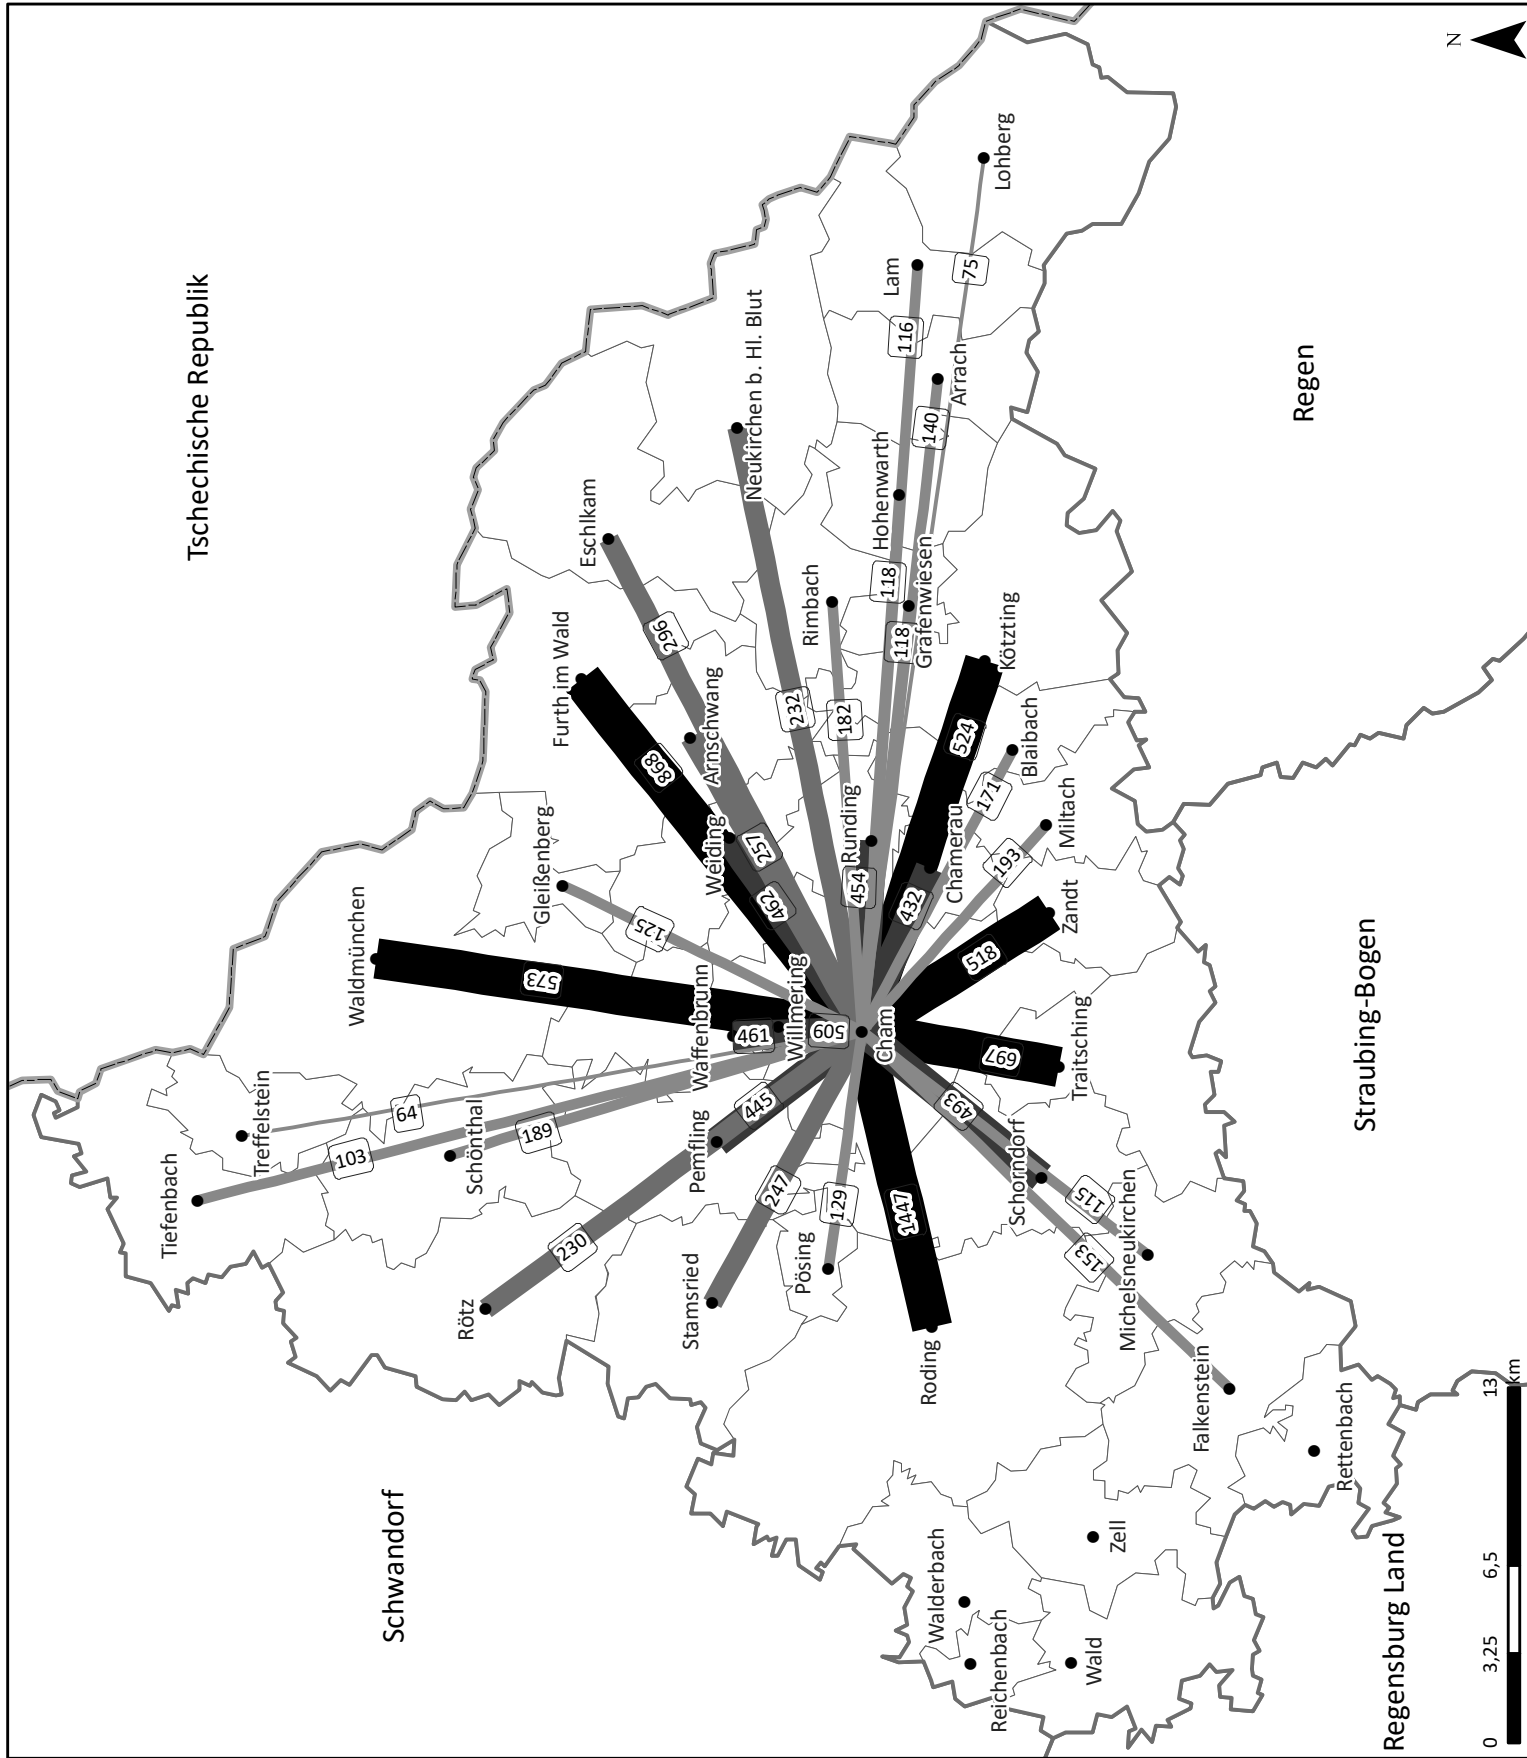 Tschechische Republik
Schwandorf
Regen
Straubing-Bogen
Regensburg Land
N
Tiefenbach
Treffelstein
64
103
Schönthal
189
Waldmünchen
573
Gleißenberg
125
Furth im Wald
868
Eschlkam
296
Arnschwang
257
Weiding
462
Neukirchen b. Hl. Blut
232
Rimbach
182
Lam
116
Lohberg
75
Hohenwarth
118
Arrach
140
Grafenwiesen
118
Kötzting
524
Runding
454
Blaibach
171
Chamerau
432
Miltach
193
Zandt
518
Traitsching
697
Cham
Willmering
509
Waffenbrunn
491
Pemfling
445
Rötz
230
Stamsried
247
Pösing
129
Roding
1447
Schorndorf
493
Michelsneukirchen
115
Falkenstein
153
Rettenbach
Zell
Walderbach
Reichenbach
Wald
0
3,25
6,5
13
km